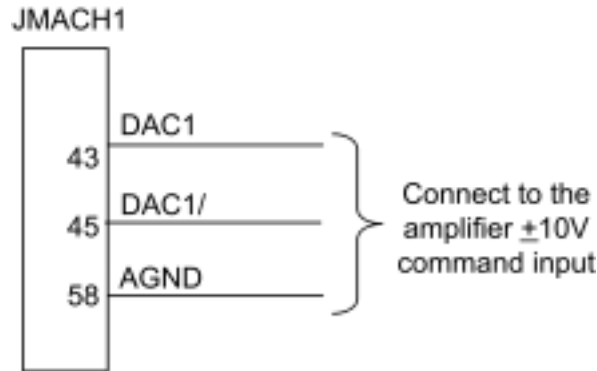 JMACH1
DAC1
43
DAC1/
45
AGND
58
Connect to the
amplifier ±10V
command input